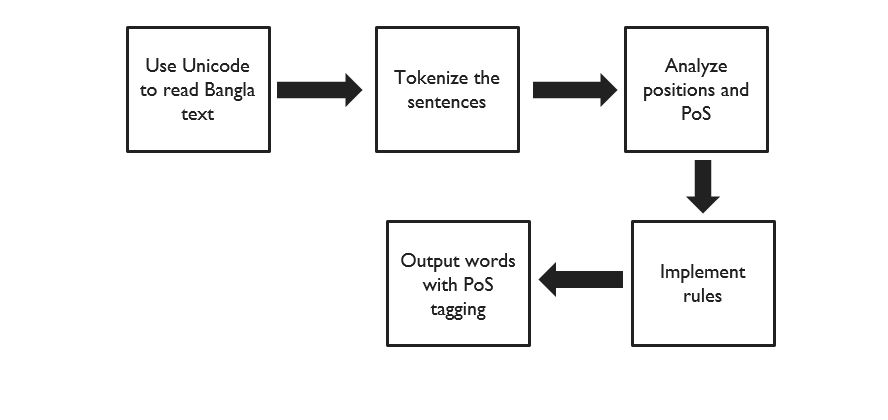 Use Unicode
to read Bangla
text
Tokenize the
sentences
Analyze
positions and
PoS
Implement
rules
Output words
with PoS
tagging